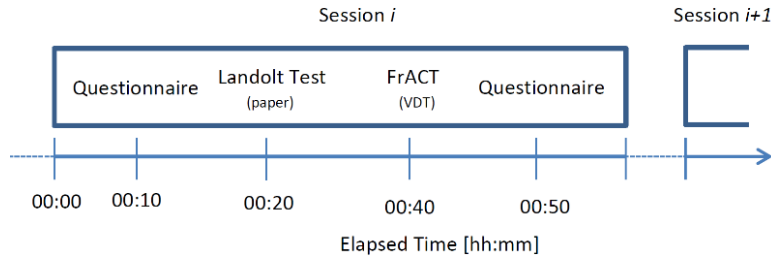 Session i
Session i+1
Questionnaire
Landolt Test
(paper)
FrACT
(VDT)
Questionnaire
00:00
00:10
00:20
00:40
00:50
Elapsed Time [hh:mm]